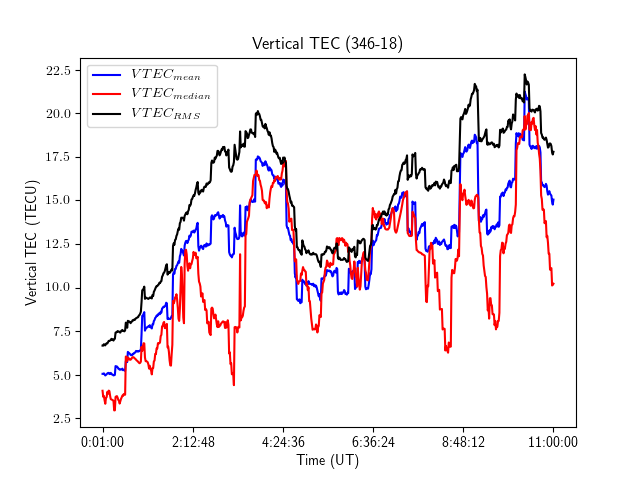 Vertical TEC (346-18)
VTEC_mean
VTEC_median
VTEC_RMS
Vertical TEC (TECU)
22.5
20.0
17.5
15.0
12.5
10.0
7.5
5.0
2.5
0:01:00 2:12:48 4:24:36 6:36:24 8:48:12 11:00:00
Time (UT)